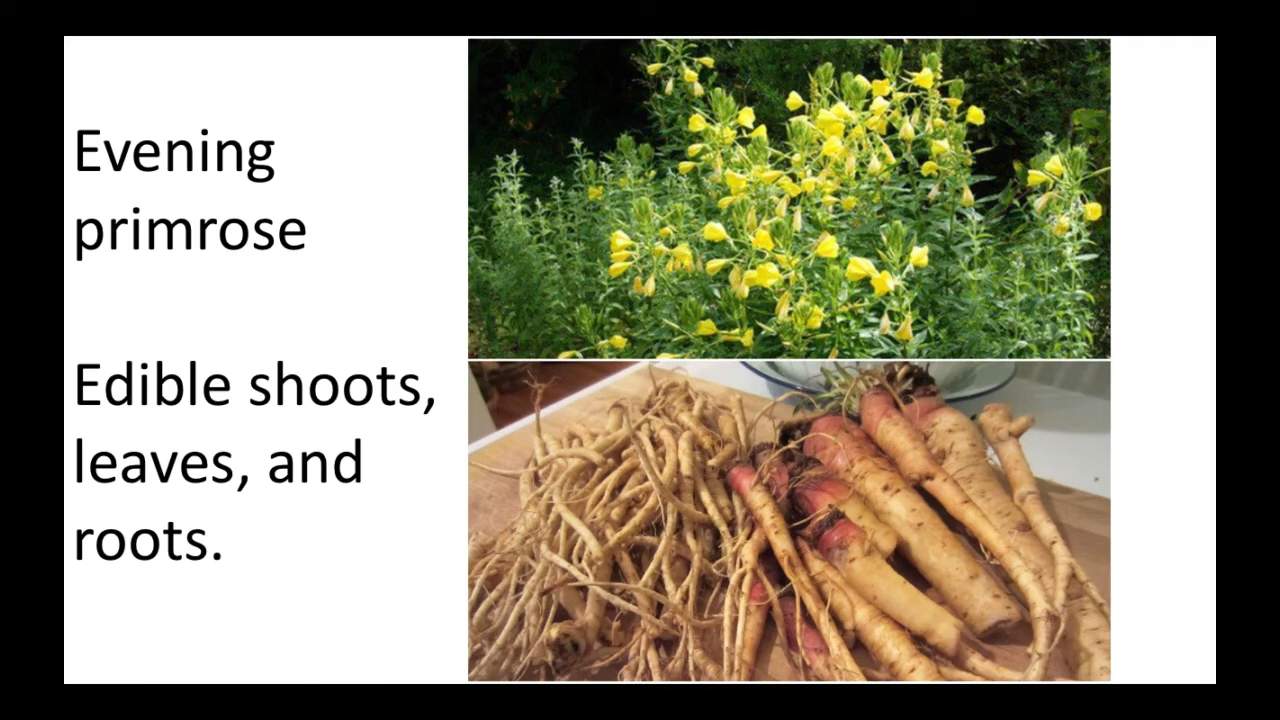 Evening
primrose
Edible shoots,
leaves, and
roots.